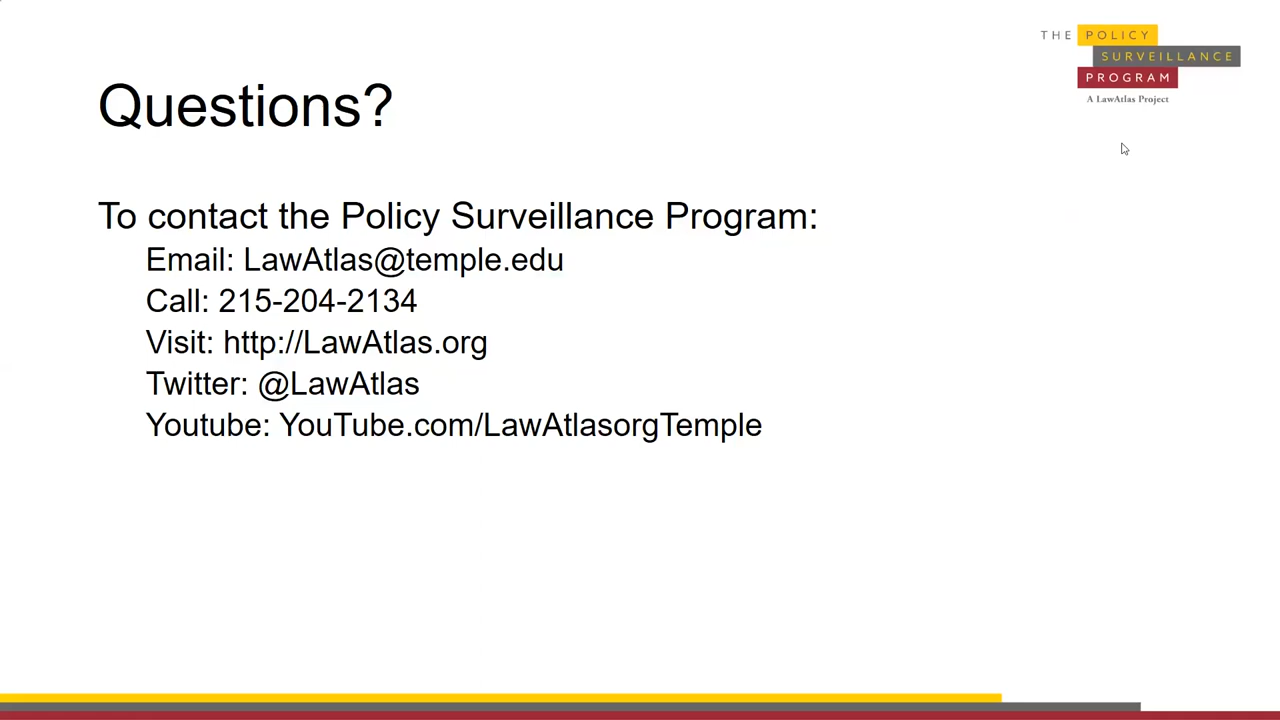 THE POLICY
SURVEILLANCE
PROGRAM
A LawAtlas Project
Questions?
To contact the Policy Surveillance Program:
Email: LawAtlas@temple.edu
Call: 215-204-2134
Visit: http://LawAtlas.org
Twitter: @LawAtlas
Youtube: YouTube.com/LawAtlasorgTemple